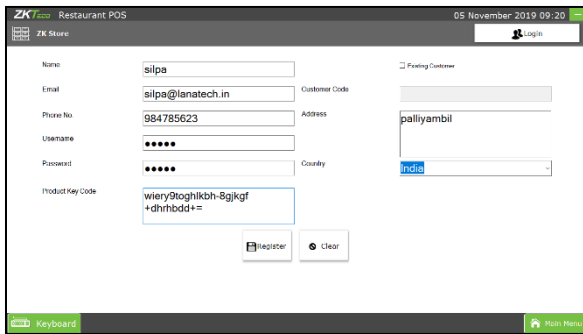 ZKTeco Restaurant POS 05 November 2019 09:20
ZK Store Login
Name silpa Existing Customer
Email silpa@lanatech.in Customer Code
Phone No. 984785623 Address palliyambil
Username ●●●●●
Password ●●●●● Country India
Product Key Code wiery9toghlkbh-8gjkgf
+dhrhbdd+=
Register Clear
Keyboard Main Menu